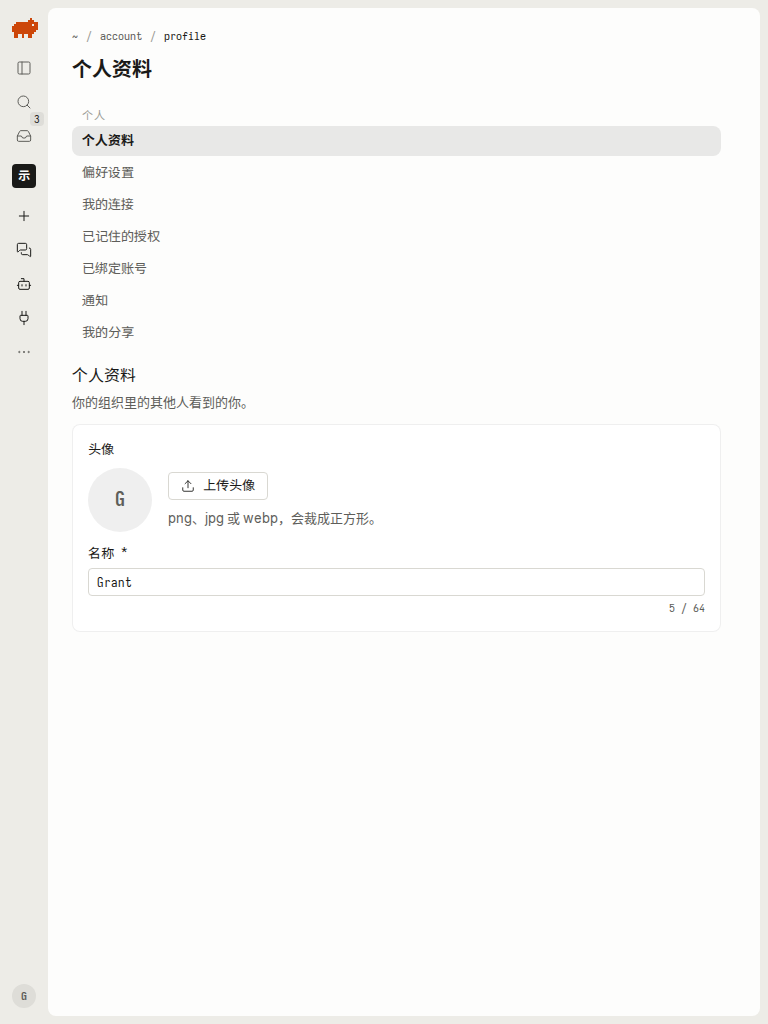 ~ / account / profile
个人资料
3
示
个人
个人资料
偏好设置
我的连接
已记住的授权
已绑定账号
通知
我的分享
个人资料
你的组织里的其他人看到的你。
头像
G
上传头像
png、jpg 或 webp，会裁成正方形。
名称 *
Grant
5 / 64
G